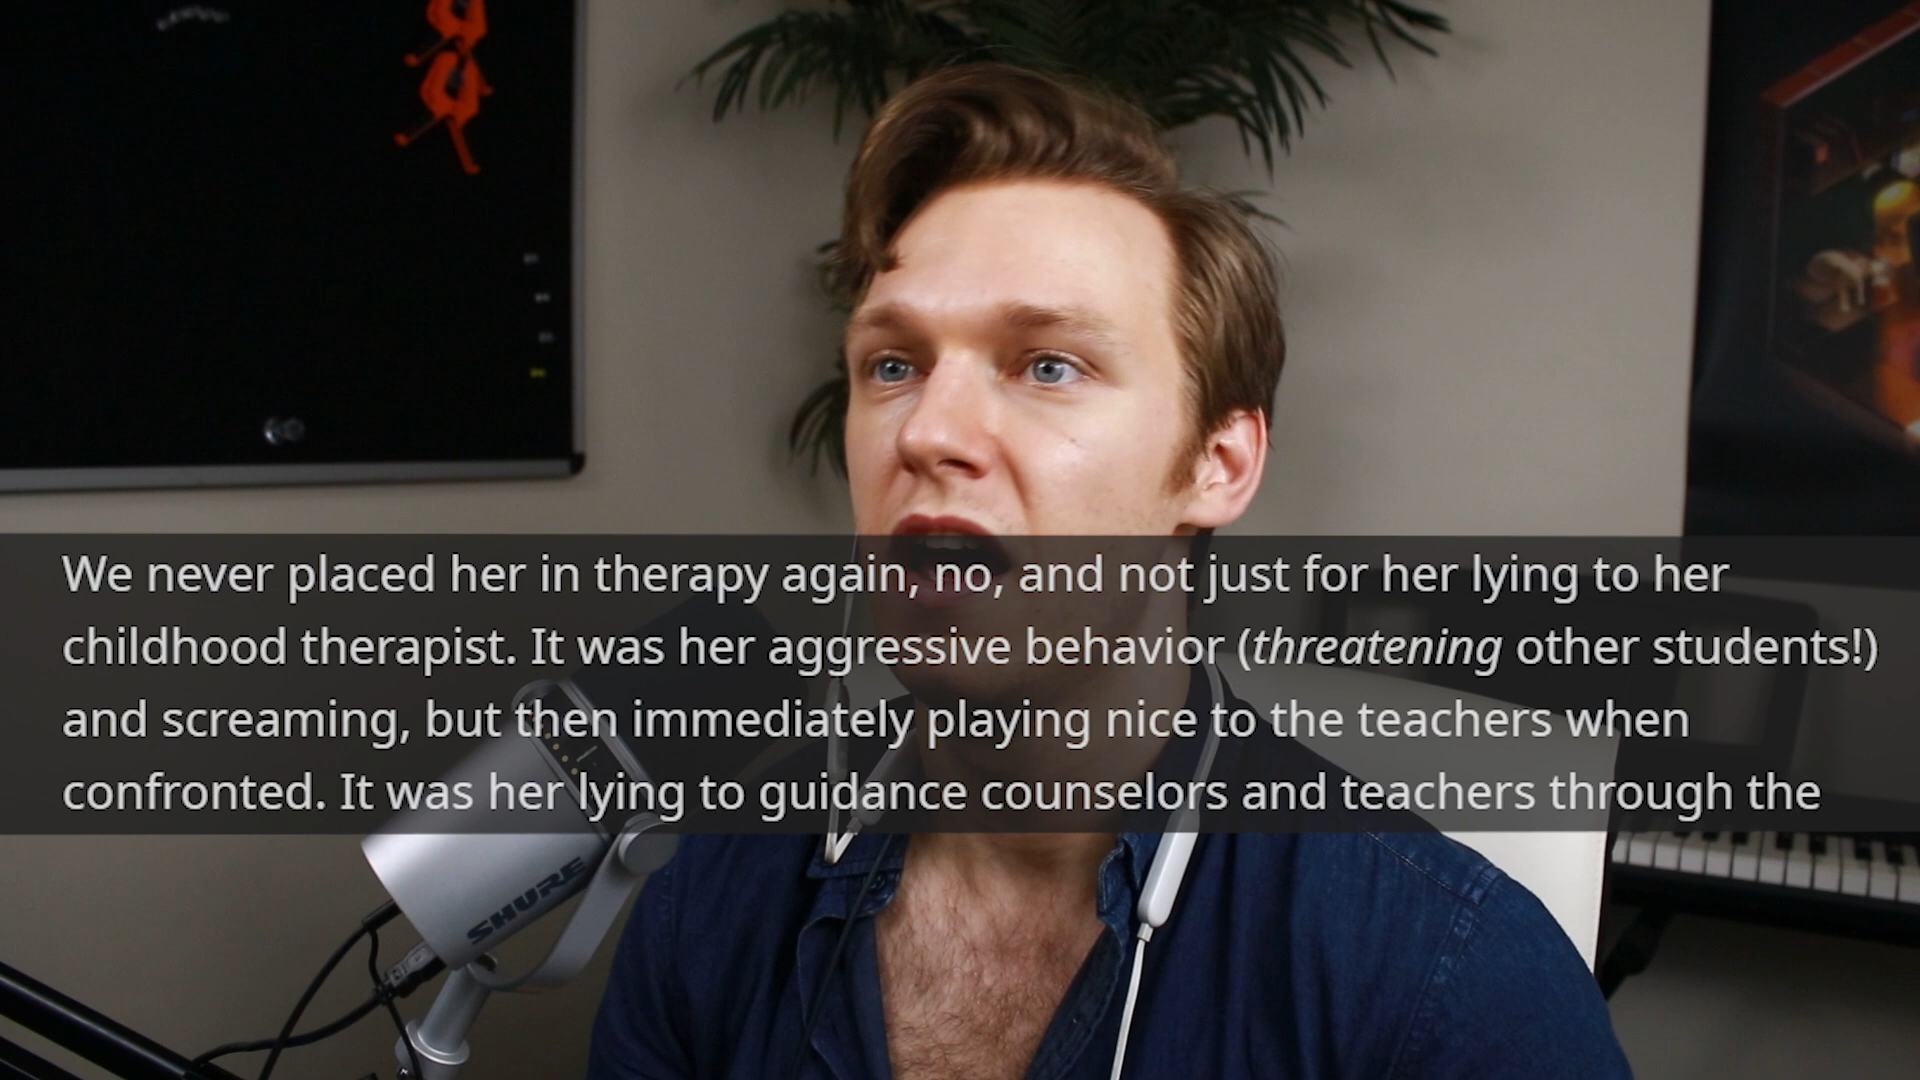 We never placed her in therapy again, no, and not just for her lying to her
childhood therapist. It was her aggressive behavior (threatening other students!)
and screaming, but then immediately playing nice to the teachers when
confronted. It was her lying to guidance counselors and teachers through the
SHURE